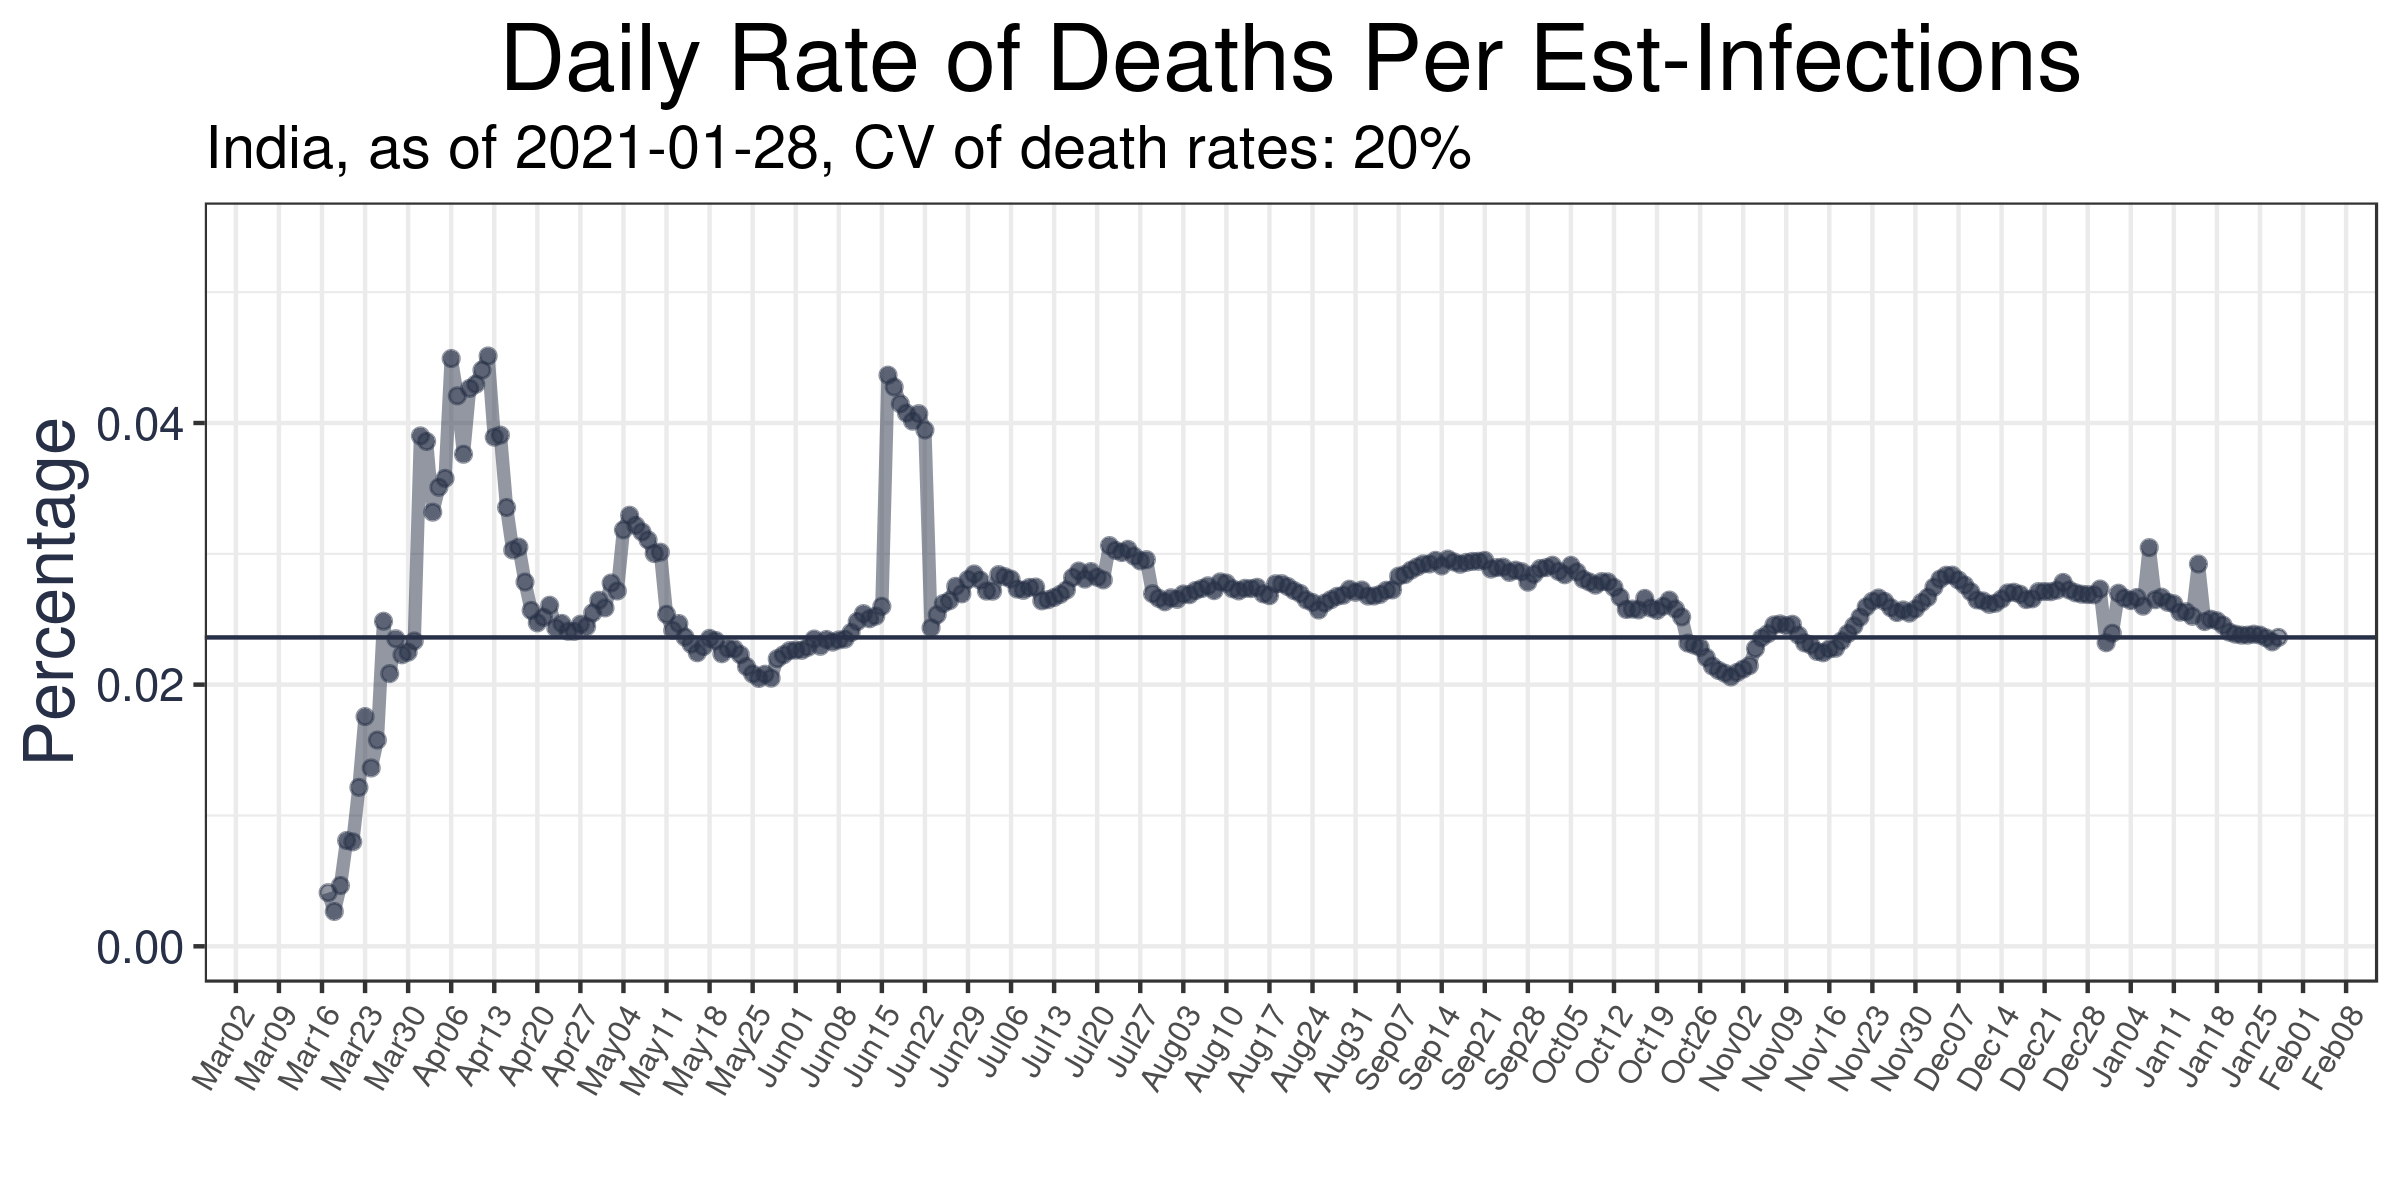 Daily Rate of Deaths Per Est-Infections
India, as of 2021-01-28, CV of death rates: 20%
Percentage
0.04
0.02
0.00
Mar02 Mar09 Mar16 Mar23 Mar30 Apr06 Apr13 Apr20 Apr27 May04 May11 May18 May25 Jun01 Jun08 Jun15 Jun22 Jun29 Jul06 Jul13 Jul20 Jul27 Aug03 Aug10 Aug17 Aug24 Aug31 Sep07 Sep14 Sep21 Sep28 Oct05 Oct12 Oct19 Oct26 Nov02 Nov09 Nov16 Nov23 Nov30 Dec07 Dec14 Dec21 Dec28 Jan04 Jan11 Jan18 Jan25 Feb01 Feb08